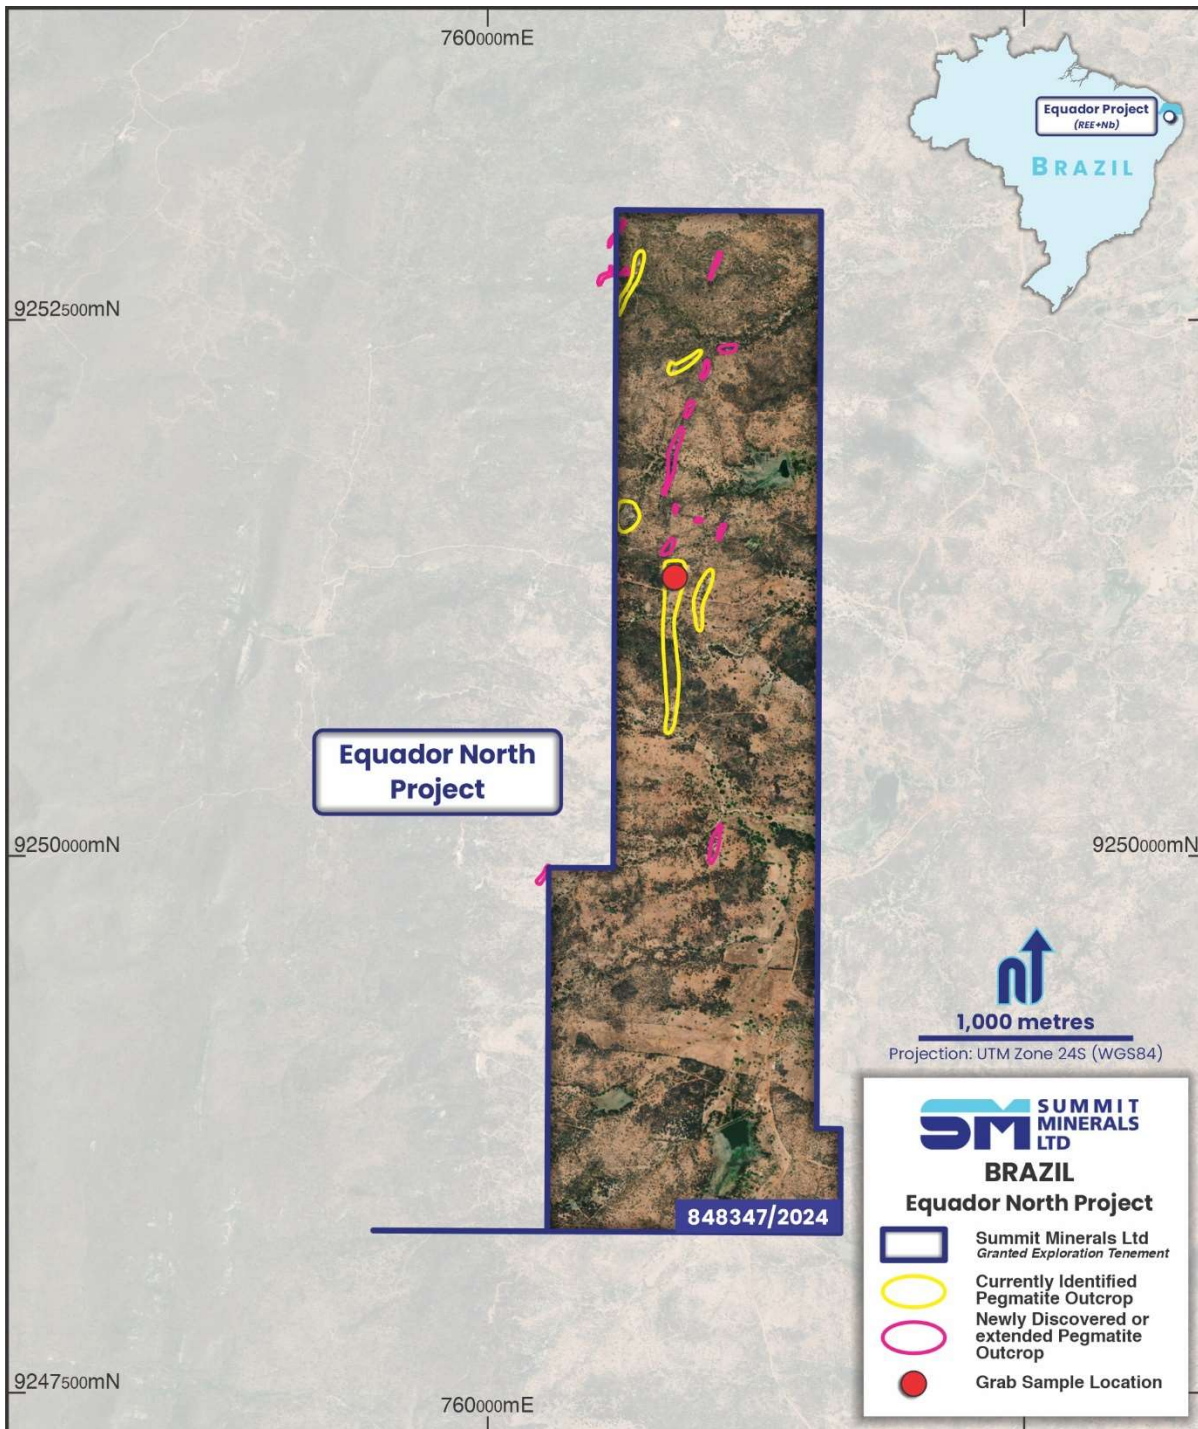 760000mE
Equador Project
(REE+Nb)
BRAZIL
9252500mN
Equador North
Project
9250000mN
9250000mN
1,000 metres
Projection: UTM Zone 24S (WGS84)
SM SUMMIT
MINERALS
LTD
BRAZIL
Equador North Project
848347/2024
Summit Minerals Ltd
Granted Exploration Tenement
Currently Identified
Pegmatite Outcrop
Newly Discovered or
extended Pegmatite
Outcrop
Grab Sample Location
9247500mN
760000mE